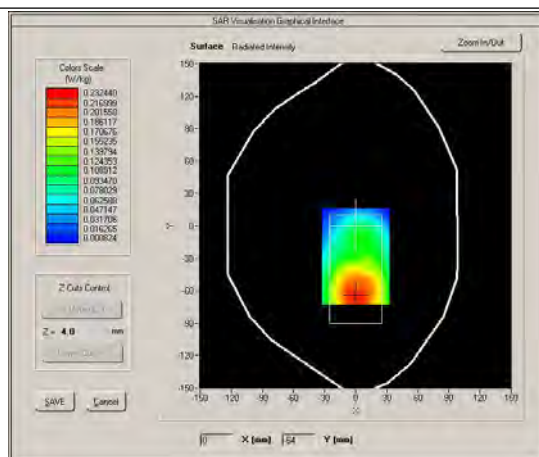 SAR Visualisation Graphical Interface
Surface Radiated Intensity
Zoom In/Out
Colors Scale
(W/kg)
0.232440
0.216999
0.201558
0.186117
0.170676
0.155235
0.139794
0.124353
0.108912
0.093470
0.078029
0.062588
0.047147
0.031706
0.016265
0.000824
150
120
90
60
30
0
-30
-60
-90
-120
-150
Y
-150 -120 -90 -60 -30 0 30 60 90 120 150
X
Z Cuts Control
Z = 4.0 mm
SAVE Cancel
0 X (mm) -64 Y (mm)